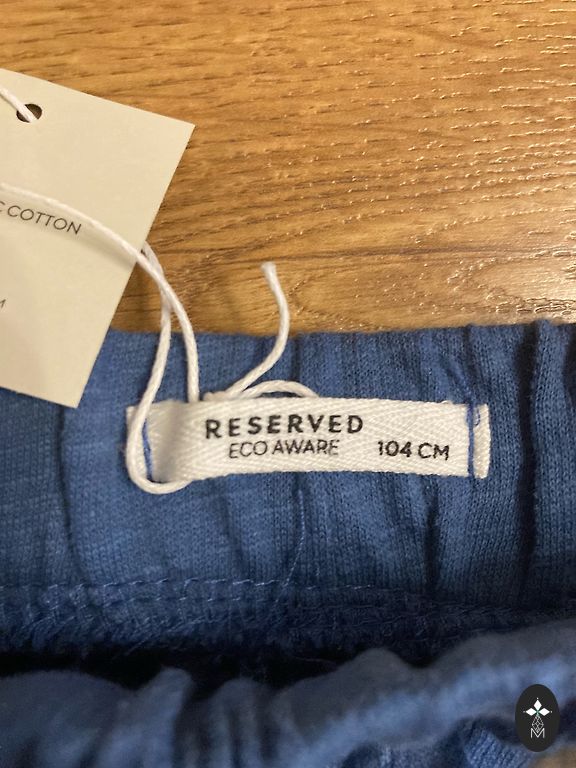 C COTTON
M
RESERVED
ECO AWARE 104 CM
M